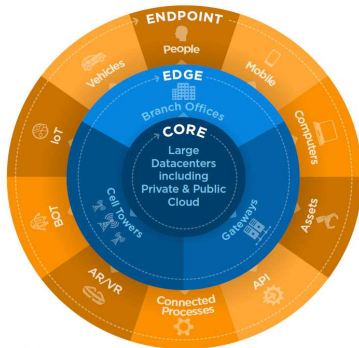 ENDPOINT
People
Mobile
Computers
Assets
API
Connected
Processes
AR/VR
BOT
IoT
Vehicles
EDGE
Branch Offices
Gateways
Cell Towers
CORE
Large
Datacenters
including
Private & Public
Cloud